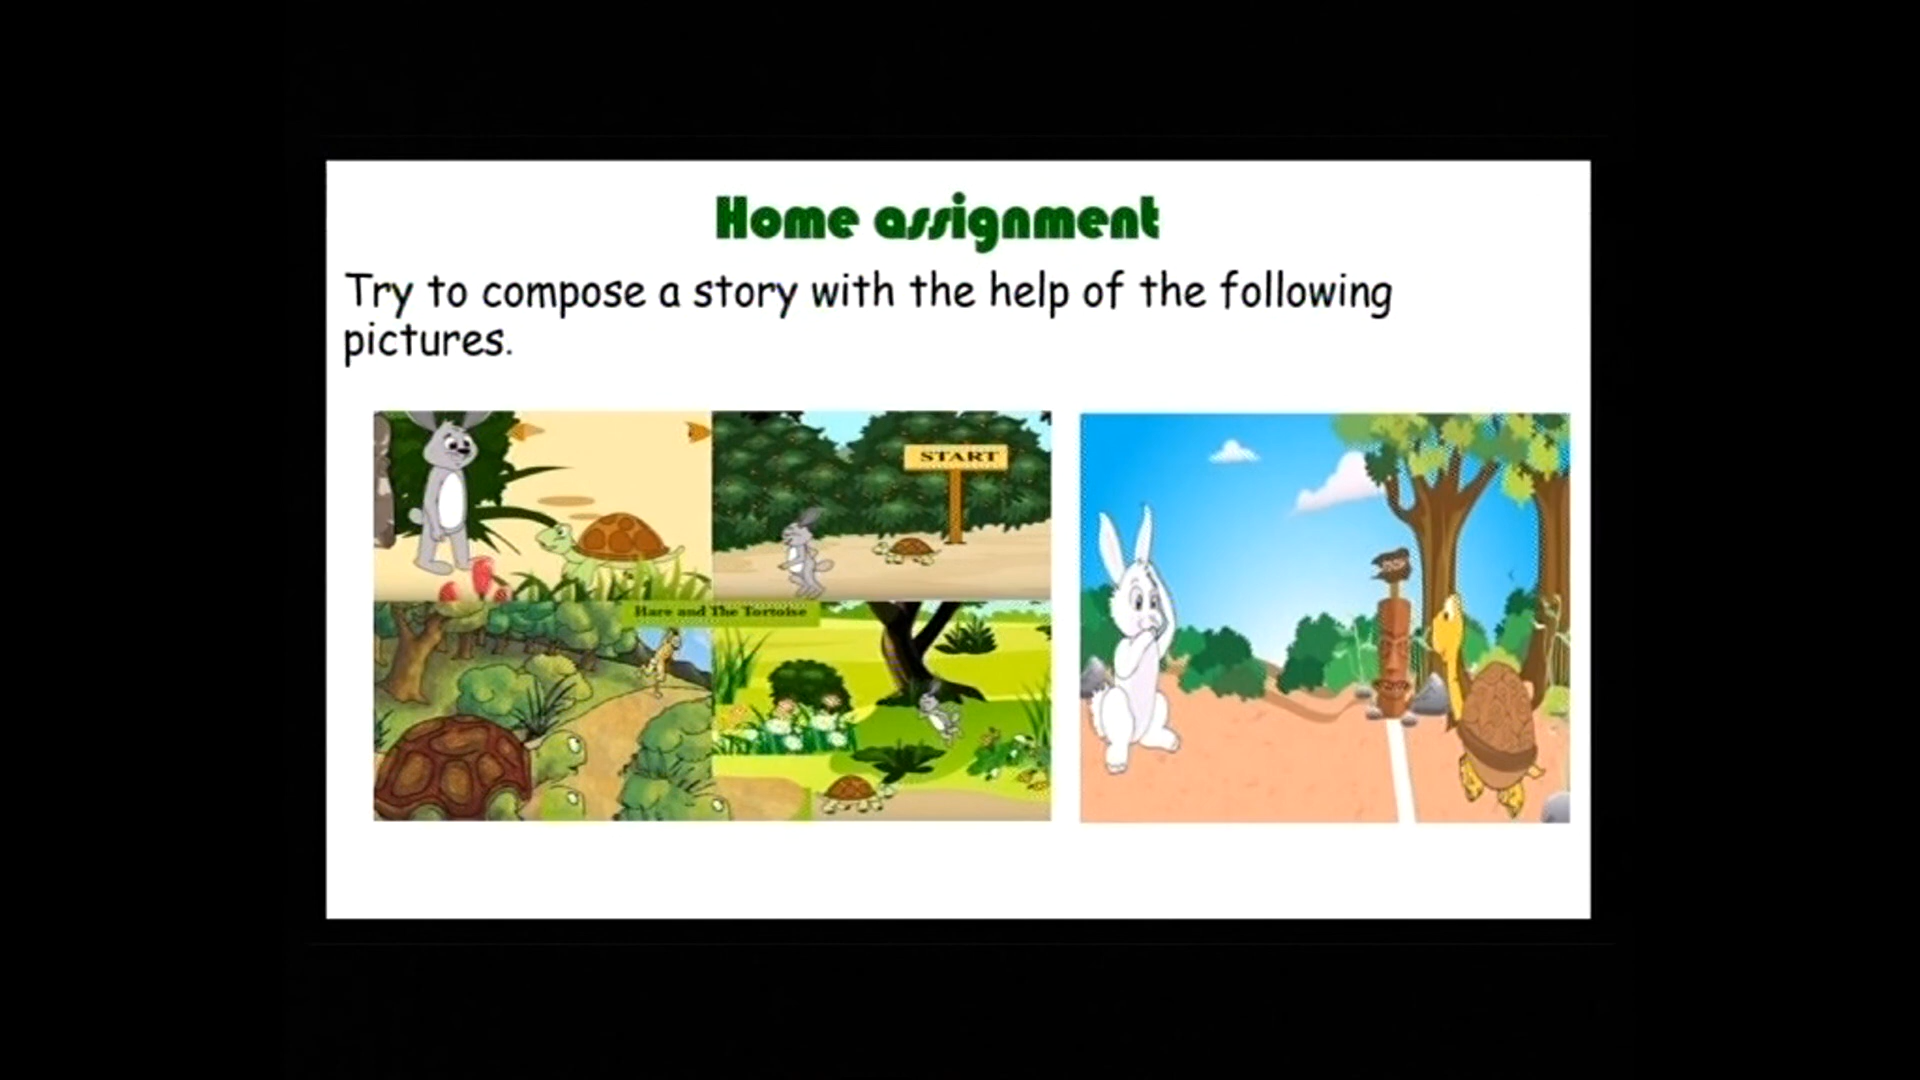 Home assignment
Try to compose a story with the help of the following
pictures.
START
Hare and The Tortoise